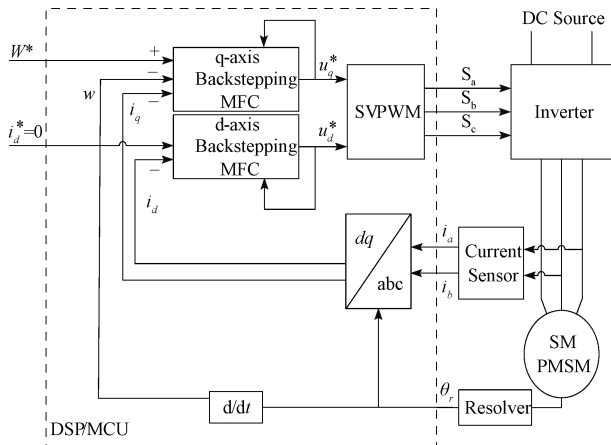 DC Source
W*
+
−
−
w
i_q
q-axis
Backstepping
MFC
u_q*
i_d*=0
−
i_d
d-axis
Backstepping
MFC
u_d*
SVPWM
S_a
S_b
S_c
Inverter
dq
abc
i_a
i_b
Current
Sensor
SM
PMSM
θ_r
d/dt
Resolver
DSP/MCU